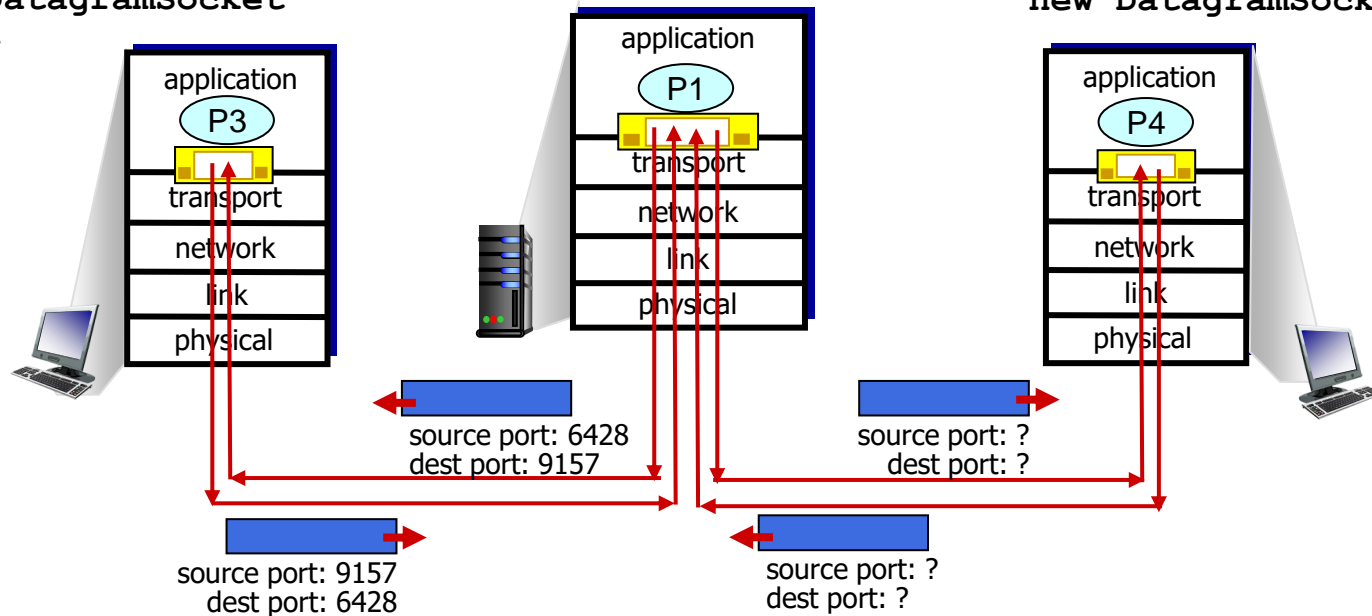 new DatagramSock
application
P3
transport
network
link
physical
application
P1
transport
network
link
physical
application
P4
transport
network
link
physical
source port: 6428
dest port: 9157
source port: ?
dest port: ?
source port: 9157
dest port: 6428
source port: ?
dest port: ?